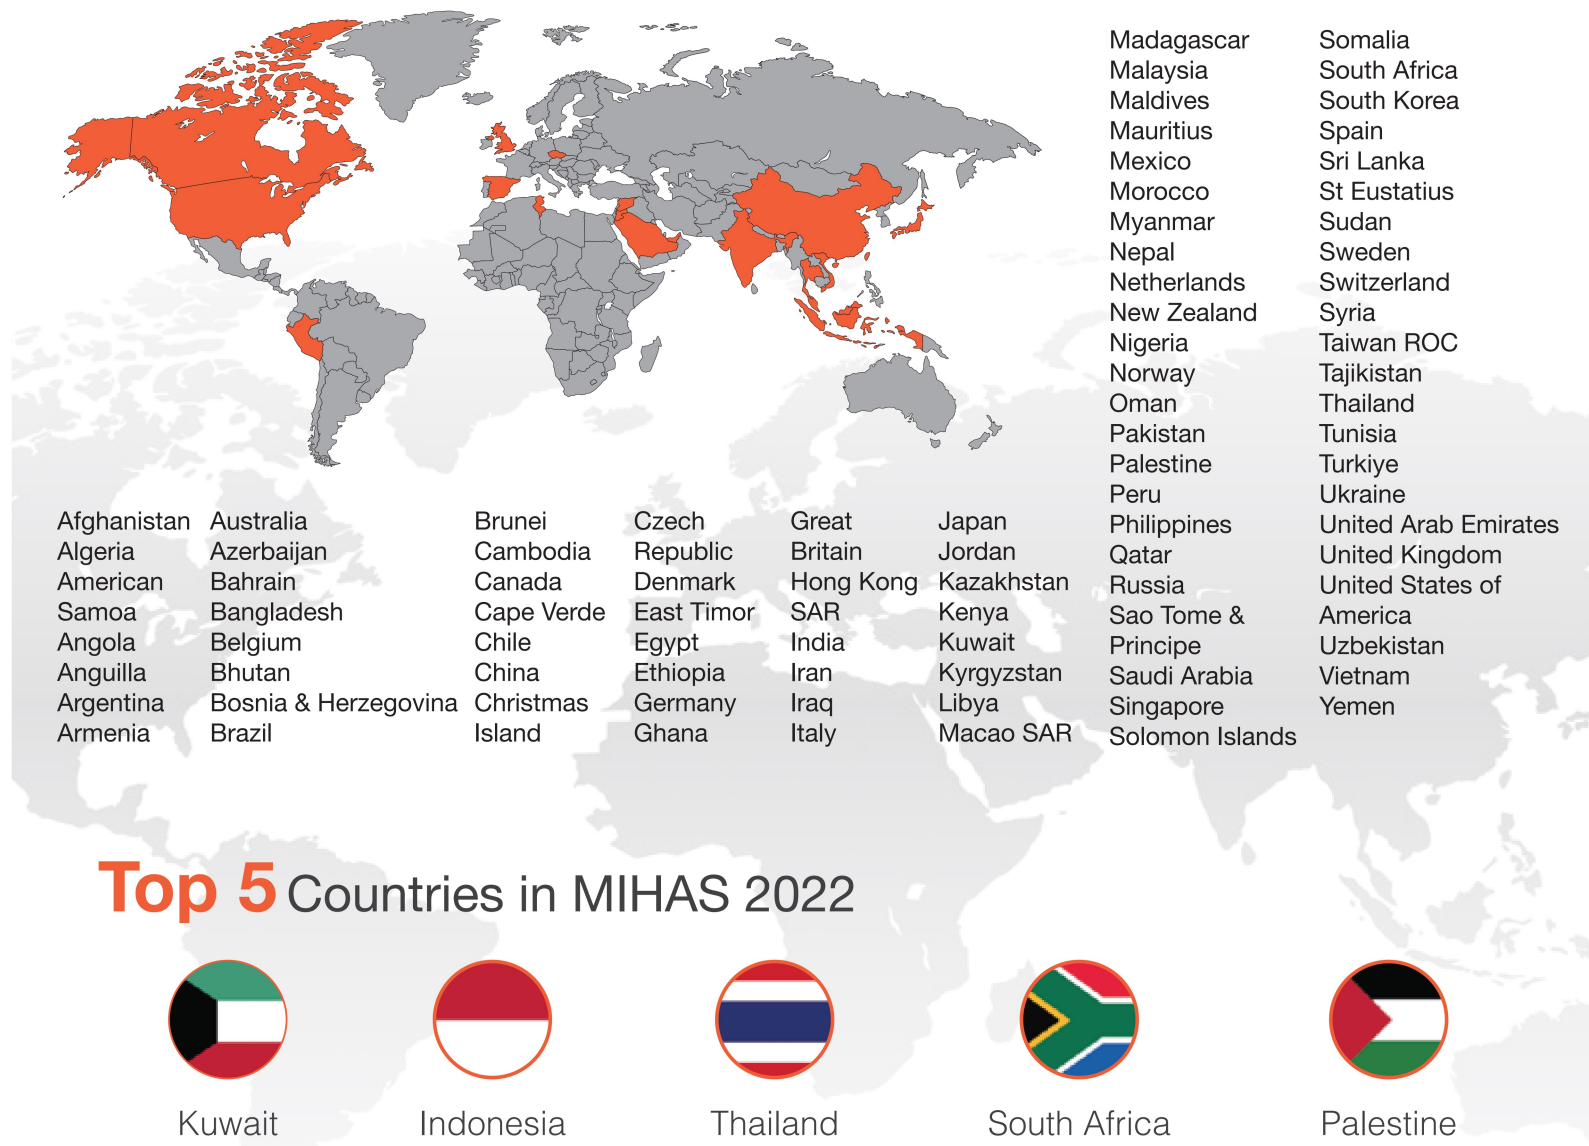 Afghanistan
Algeria
American
Samoa
Angola
Anguilla
Argentina
Armenia
Australia
Azerbaijan
Bahrain
Bangladesh
Belgium
Bhutan
Bosnia & Herzegovina
Brazil
Brunei
Cambodia
Canada
Cape Verde
Chile
China
Christmas
Island
Czech
Republic
Denmark
East Timor
Egypt
Ethiopia
Germany
Ghana
Great
Britain
Hong Kong
SAR
India
Iran
Iraq
Italy
Japan
Jordan
Kazakhstan
Kenya
Kuwait
Kyrgyzstan
Libya
Macao SAR
Madagascar
Malaysia
Maldives
Mauritius
Mexico
Morocco
Myanmar
Nepal
Netherlands
New Zealand
Nigeria
Norway
Oman
Pakistan
Palestine
Peru
Philippines
Qatar
Russia
Sao Tome &
Principe
Saudi Arabia
Singapore
Solomon Islands
Somalia
South Africa
South Korea
Spain
Sri Lanka
St Eustatius
Sudan
Sweden
Switzerland
Syria
Taiwan ROC
Tajikistan
Thailand
Tunisia
Turkiye
Ukraine
United Arab Emirates
United Kingdom
United States of
America
Uzbekistan
Vietnam
Yemen
Top 5 Countries in MIHAS 2022
Kuwait
Indonesia
Thailand
South Africa
Palestine